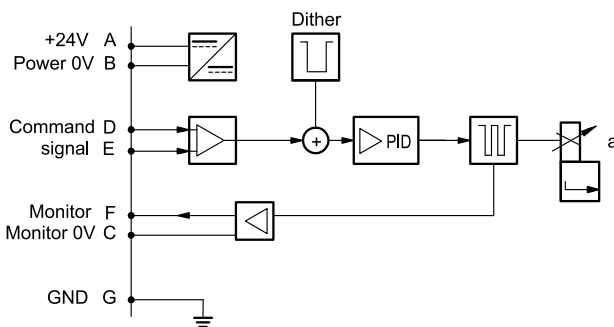 Dither
+24V A
Power 0V B
Command D
signal E
+
PID
a
Monitor F
Monitor 0V C
GND G